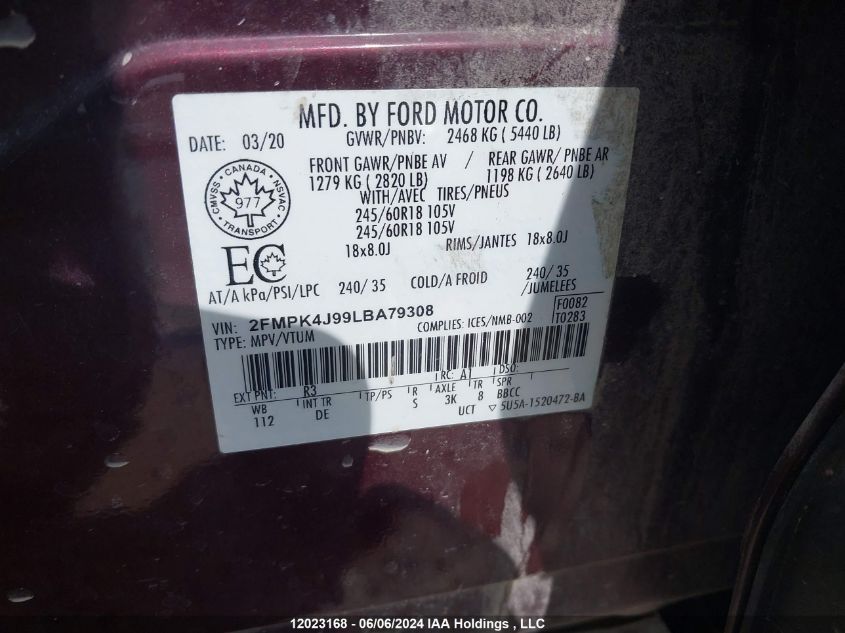 MFD. BY FORD MOTOR CO.
DATE: 03/20 GVWR/PNBV: 2468 KG ( 5440 LB)
FRONT GAWR/PNBE AV / REAR GAWR/ PNBE AR
1279 KG ( 2820 LB) 1198 KG ( 2640 LB)
WITH/AVEC TIRES/PNEUS
245/60R18 105V
245/60R18 105V
18x8.0J RIMS/JANTES 18x8.0J
CANADA
CMVSS NSVAC
977
TRANSPORT
EC
AT/A kPa/PSI/LPC 240/ 35 COLD/A FROID 240/ 35
/JUMELEES
VIN: 2FMPK4J99LBA79308 F0082
TYPE: MPV/VTUM COMPLIES: ICES/NMB-002 T0283
RC: A1 DSO:
EXT PNT: R3
WB INT TR TP/PS R AXLE TR SPR
112 DE S 3K 8 BBCC
UCT ▽ 5U5A-1520472-BA
12023168 - 06/06/2024 IAA Holdings , LLC